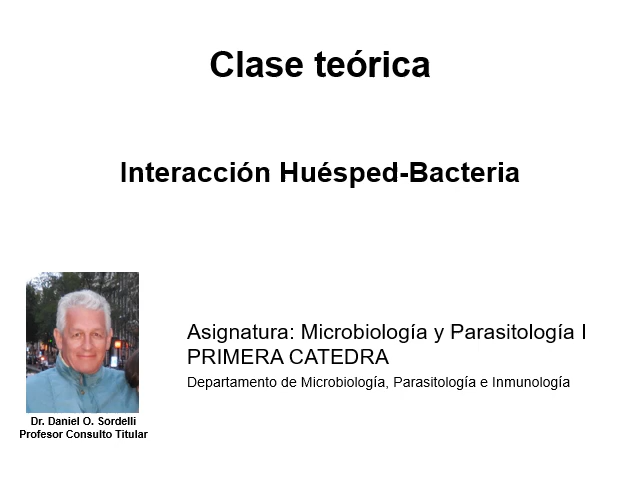 Clase teórica
Interacción Huésped-Bacteria
Asignatura: Microbiología y Parasitología I
PRIMERA CATEDRA
Departamento de Microbiología, Parasitología e Inmunología
Dr. Daniel O. Sordelli
Profesor Consulto Titular